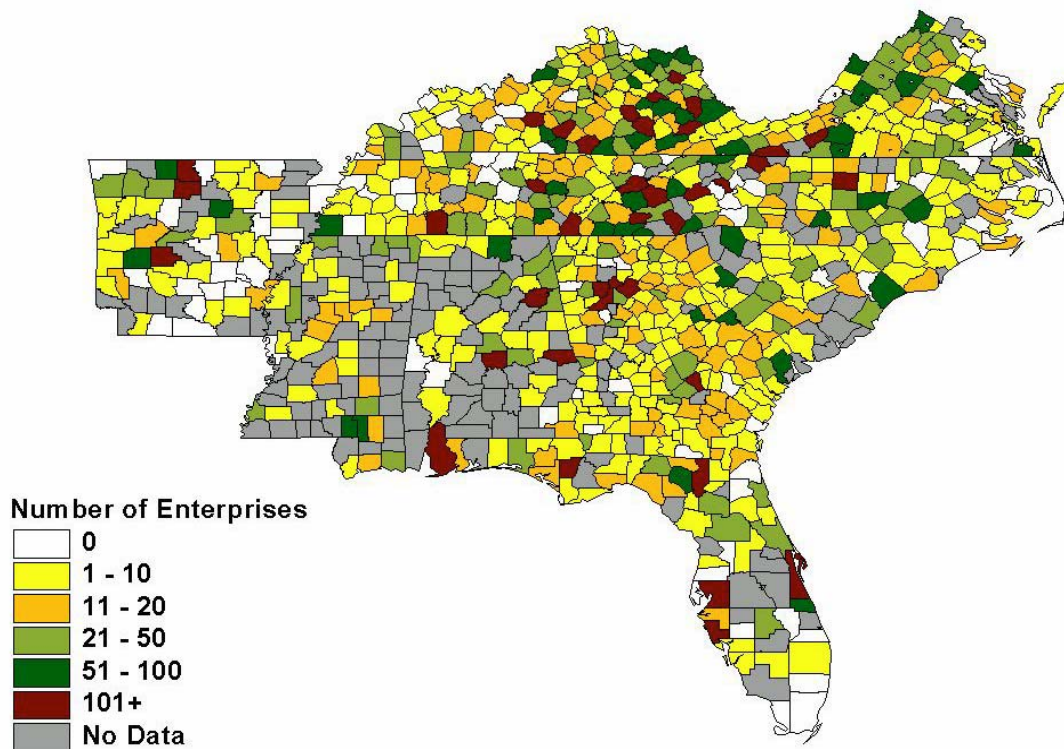 Number of Enterprises
0
1 - 10
11 - 20
21 - 50
51 - 100
101+
No Data